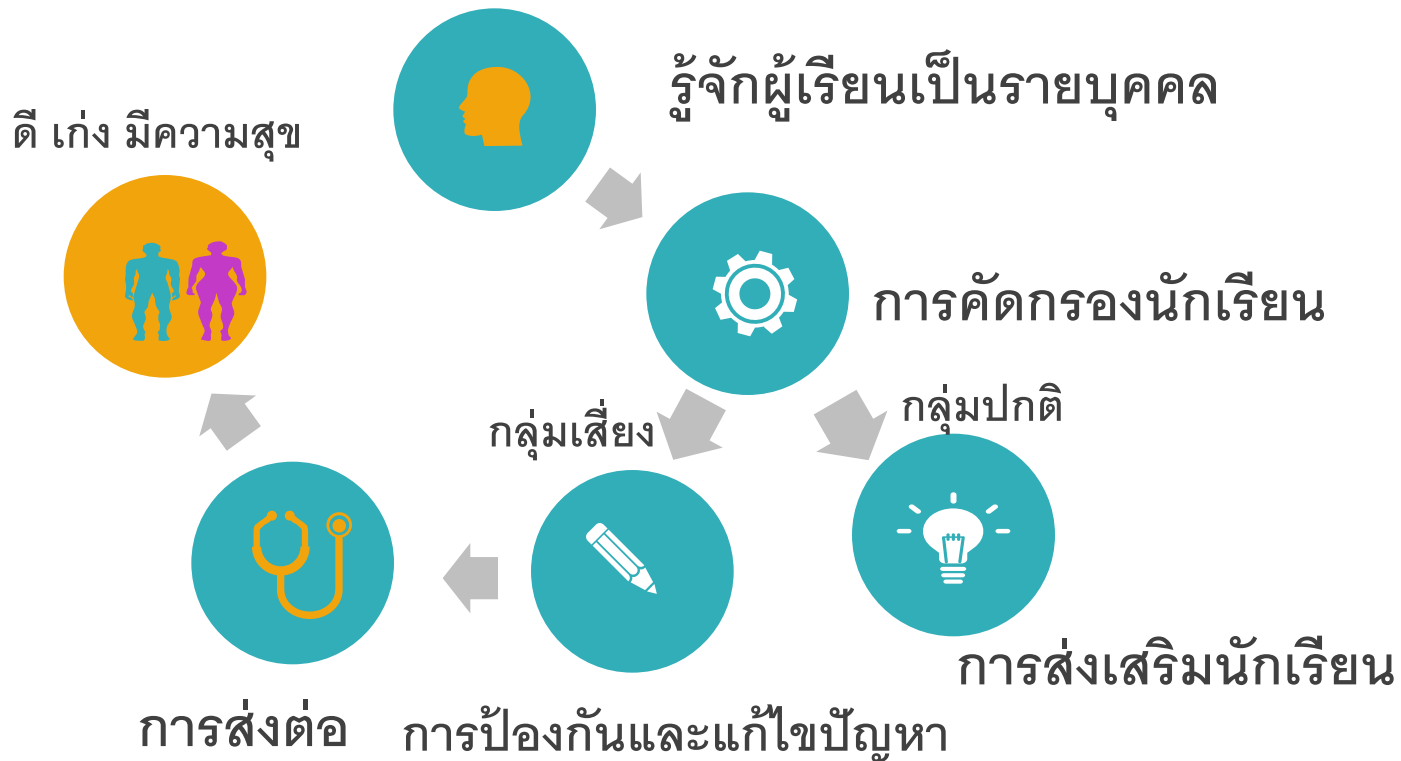 รู้จักผู้เรียนเป็นรายบุคคล
ดี เก่ง มีความสุข
การคัดกรองนักเรียน
กลุ่มปกติ
กลุ่มเสี่ยง
การส่งเสริมนักเรียน
การส่งต่อ
การป้องกันและแก้ไขปัญหา